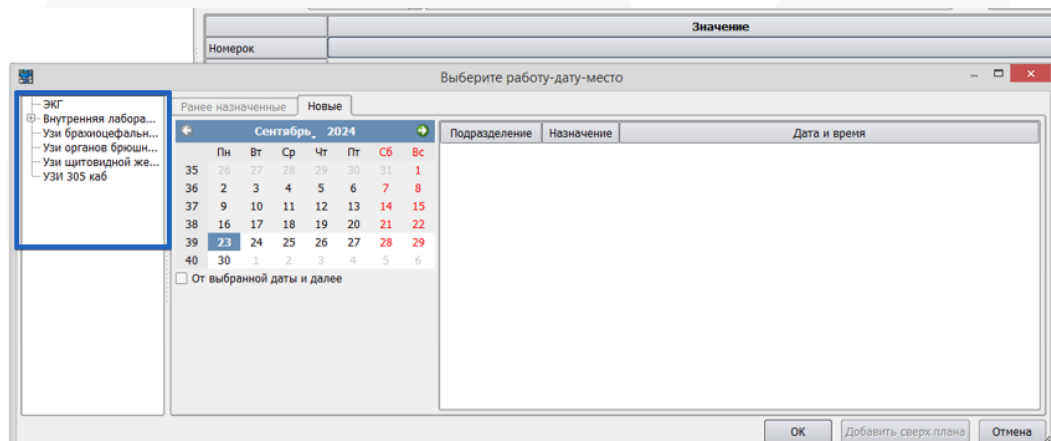 Значение
Номерок
Выберите работу-дату-место
ЭКГ
Внутренняя лабора...
Узи брахиоцефальн...
Узи органов брюшн...
Узи щитовидной же...
УЗИ 305 каб
Ранее назначенные Новые
Сентябрь, 2024
Пн Вт Ср Чт Пт Сб Вс
35 26 27 28 29 30 31 1
36 2 3 4 5 6 7 8
37 9 10 11 12 13 14 15
38 16 17 18 19 20 21 22
39 23 24 25 26 27 28 29
40 30 1 2 3 4 5 6
От выбранной даты и далее
Подразделение Назначение Дата и время
ОК Добавить сверх плана Отмена